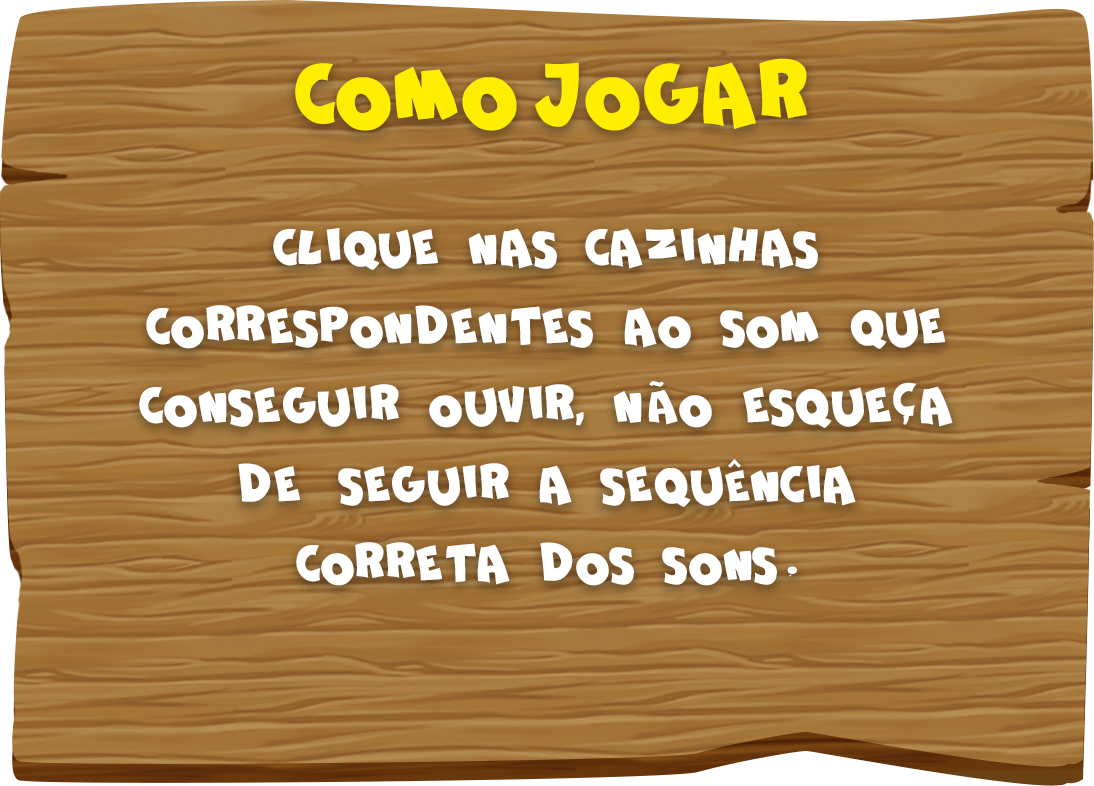 COMO JOGAR
CLIQUE NAS CAZINHAS
CORRESPONDENTES AO SOM QUE
CONSEGUIR OUVIR, NÃO ESQUEÇA
DE SEGUIR A SEQUÊNCIA
CORRETA DOS SONS.